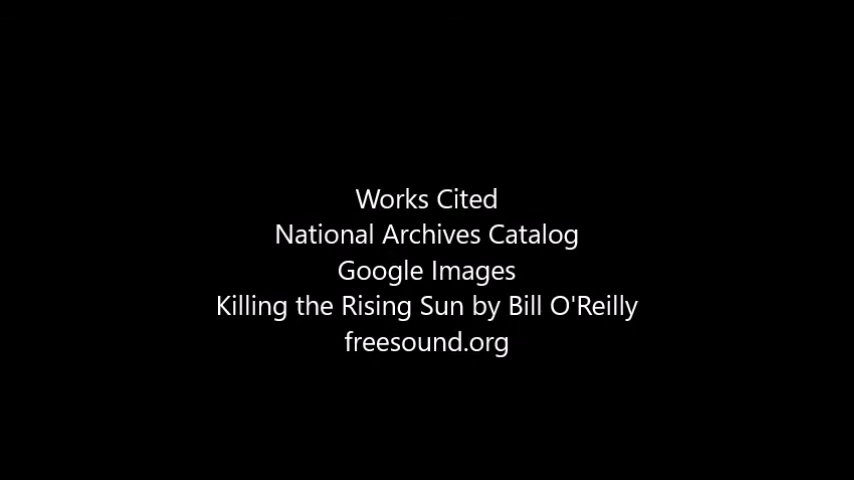 Works Cited
National Archives Catalog
Google Images
Killing the Rising Sun by Bill O'Reilly
freesound.org